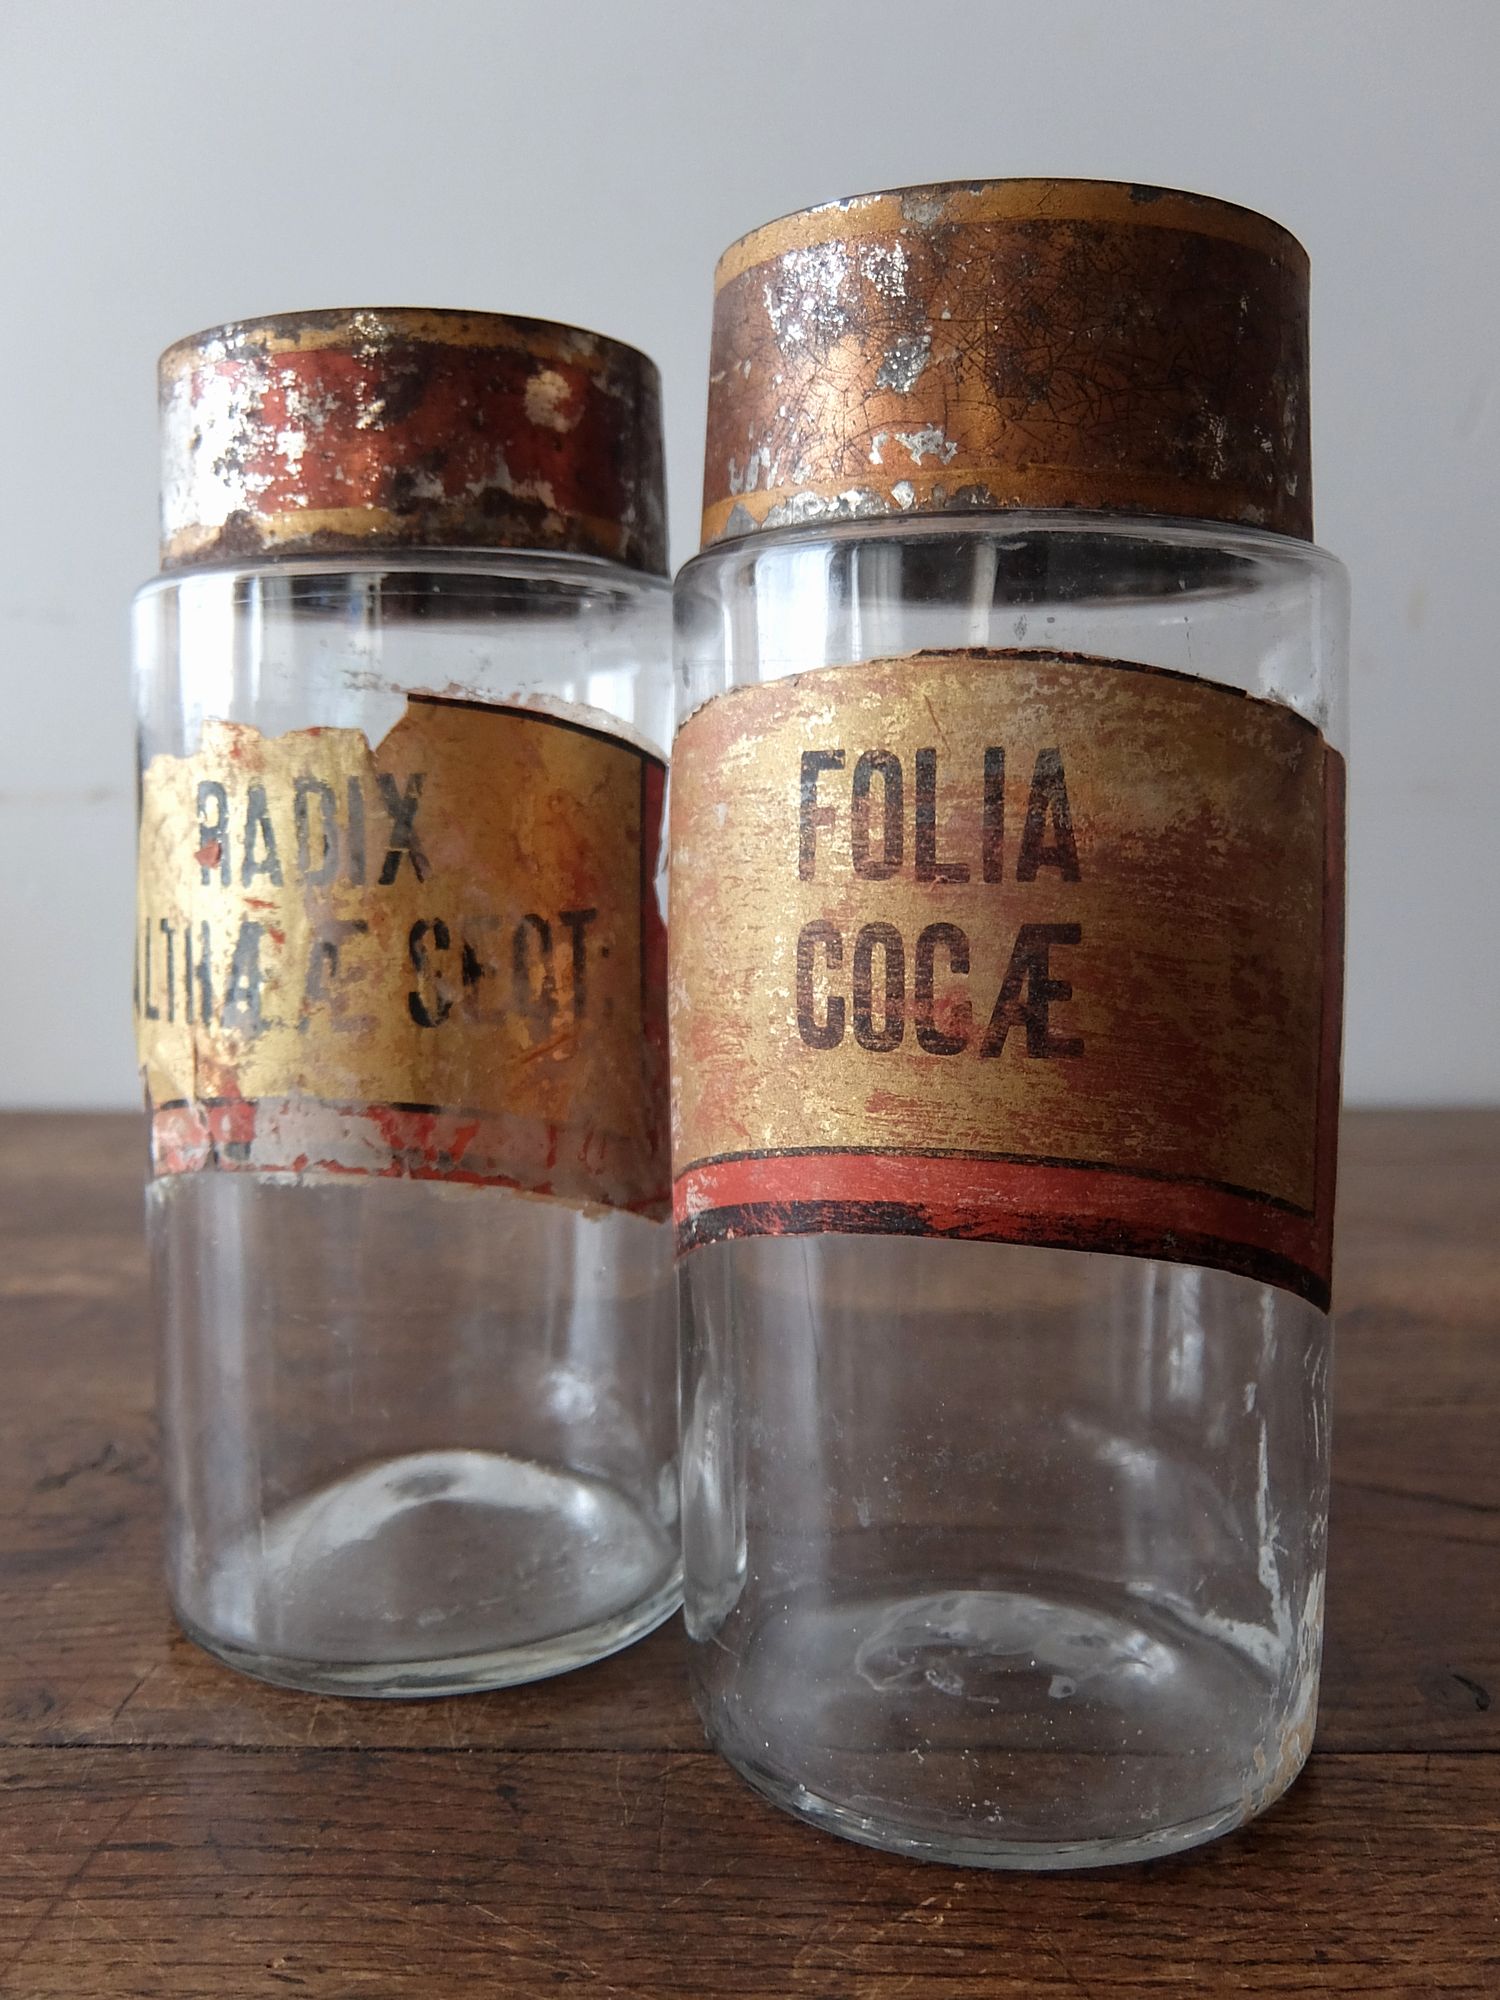 RADIX
ALTHÆÆ SECT:
FOLIA
COCÆ